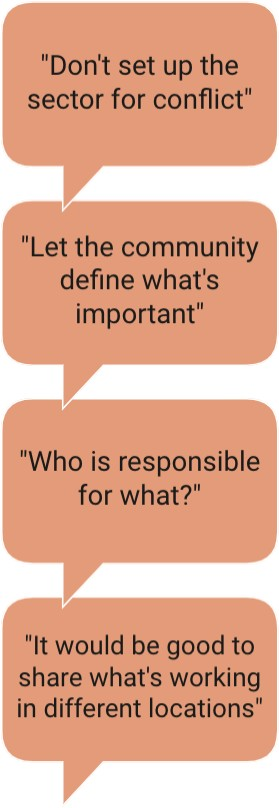 "Don't set up the
sector for conflict"
"Let the community
define what's
important"
"Who is responsible
for what?"
"It would be good to
share what's working
in different locations"